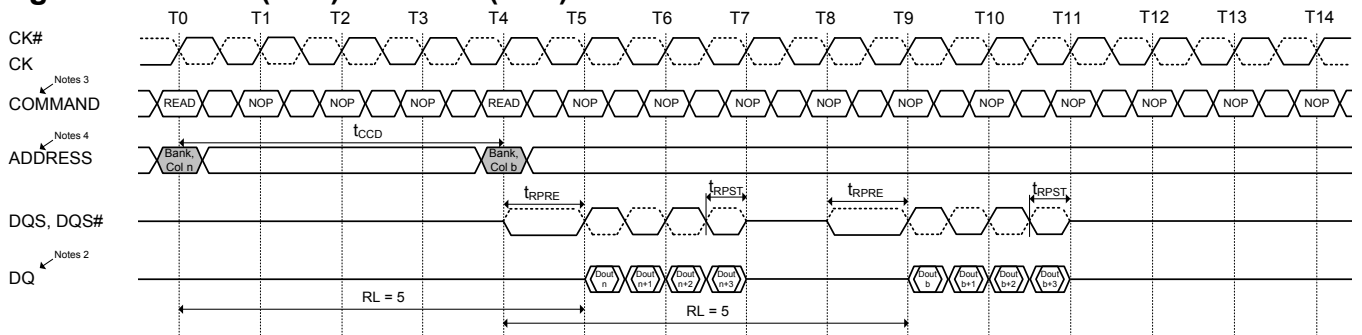 T0 T1 T2 T3 T4 T5 T6 T7 T8 T9 T10 T11 T12 T13 T14
CK#
CK
Notes 3
COMMAND READ NOP NOP NOP READ NOP NOP NOP NOP NOP NOP NOP NOP NOP NOP
Notes 4
tCCD
ADDRESS Bank, Col n Bank, Col b
tRPRE tRPST tRPRE tRPST
DQS, DQS#
Notes 2
DQ Dout n Dout n+1 Dout n+2 Dout n+3 Dout b Dout b+1 Dout b+2 Dout b+3
RL = 5
RL = 5